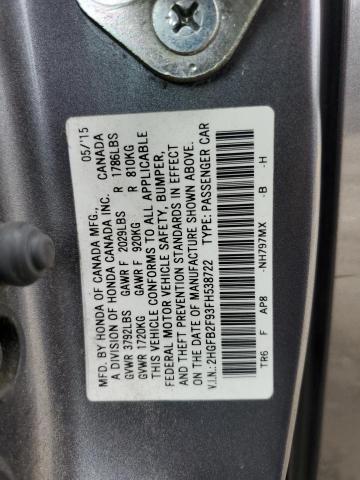 MFD. BY HONDA OF CANADA MFG., 05/15
A DIVISION OF HONDA CANADA INC. CANADA
GVWR 3792LBS GAWR F 2029LBS R 1786LBS
GVWR 1720KG GAWR F 920KG R 810KG
THIS VEHICLE CONFORMS TO ALL APPLICABLE
FEDERAL MOTOR VEHICLE SAFETY, BUMPER,
AND THEFT PREVENTION STANDARDS IN EFFECT
ON THE DATE OF MANUFACTURE SHOWN ABOVE.
V.I.N.: 2HGFB2F93FH538722 TYPE: PASSENGER CAR
TR6 F AP8 -NH797MX -B -H